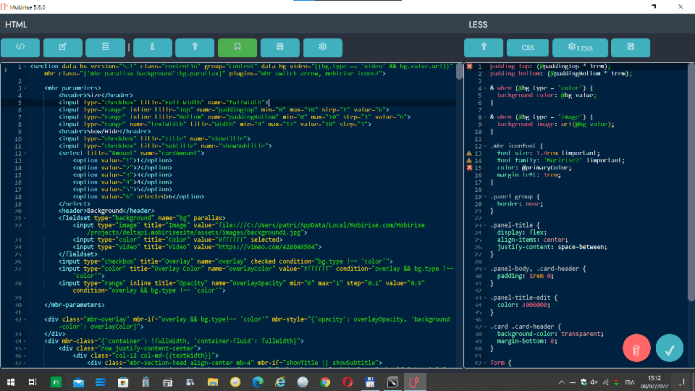 Mobirise 5.6.0
HTML
<section data-bs-version="5.1" class="content16" group="Content" data-bg-video="{{bg.type == 'video' && bg.value.url}}"
mbr-class="{'mbr-parallax-background':bg.parallax}" plugins="mbr-switch-arrow, mobirise-icons2">
<mbr-parameters>
<header>Size</header>
<input type="checkbox" title="Full Width" name="fullWidth">
<input type="range" inline title="Top" name="paddingTop" min="0" max="10" step="1" value="6">
<input type="range" inline title="Bottom" name="paddingBottom" min="0" max="10" step="1" value="6">
<input type="range" inline title="Text Width" name="textWidth" min="4" max="12" value="10" step="1">
<header>Show/Hide</header>
<input type="checkbox" title="Title" name="showTitle">
<input type="checkbox" title="Subtitle" name="showSubtitle">
<select title="Amount" name="cardsAmount">
<option value="1">1</option>
<option value="2">2</option>
<option value="3">3</option>
<option value="4">4</option>
<option value="5">5</option>
<option value="6" selected>6</option>
</select>
<header>Background</header>
<fieldset type="background" name="bg" parallax>
<input type="image" title="Image" value="file:///C:/Users/patri/AppData/Local/Mobirise.com/Mobirise
/projects/deltapi.mobirisesite/assets/images/background1.jpg">
<input type="color" title="Color" value="#ffffff" selected>
<input type="video" title="Video"
</fieldset>
<input type="checkbox" title="Overlay" name="overlay" checked condition="bg.type !== 'color'">
<input type="color" title="Overlay Color" name="overlayColor" value="#ffffff" condition="overlay && bg.type !==
'color'">
<input type="range" inline title="Opacity" name="overlayOpacity" min="0" max="1" step="0.1" value="0.9"
condition="overlay && bg.type !== 'color'">
</mbr-parameters>
<div class="mbr-overlay" mbr-if="overlay && bg.type!== 'color'" mbr-style="{'opacity': overlayOpacity, 'background
-color': overlayColor}">
</div>
<div mbr-class="{'container': !fullWidth, 'container-fluid': fullWidth}">
<div class="row justify-content-center">
<div class="col-12 col-md-{{textWidth}}">
<div class="mbr-section-head align-center mb-4" mbr-if="showTitle || showSubtitle">
LESS
CSS
padding-top: (@paddingTop * 1rem);
padding-bottom: (@paddingBottom * 1rem);
& when (@bg-type = 'color') {
background-color: @bg-value;
}
& when (@bg-type = 'image') {
background-image: url(@bg-value);
}
.mbr-iconfont {
font-size: 1.4rem !important;
font-family: 'Moririse2' !important;
color: @primaryColor;
margin-left: 1rem;
}
.panel-group {
border: none;
}
.panel-title {
display: flex;
align-items: center;
justify-content: space-between;
}
.panel-body, .card-header {
padding: 1rem 0;
}
.panel-title-edit {
color: #000000;
}
.card .card-header {
background-color: transparent;
margin-bottom: 0;
}
form {
FRA
15:12